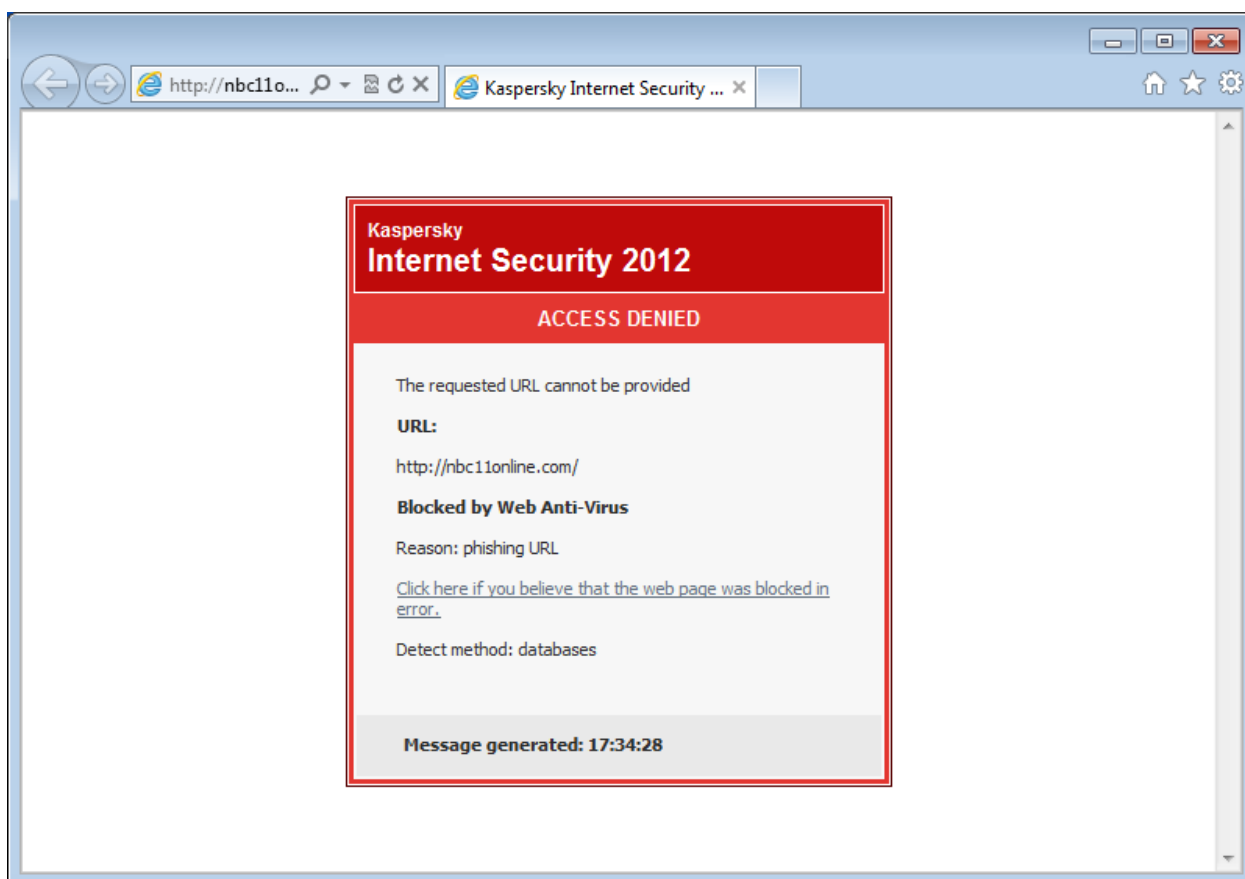 http://nbc11o...
Kaspersky Internet Security ...
Kaspersky
Internet Security 2012
ACCESS DENIED
The requested URL cannot be provided
URL:
http://nbc11online.com/
Blocked by Web Anti-Virus
Reason: phishing URL
Click here if you believe that the web page was blocked in
error.
Detect method: databases
Message generated: 17:34:28